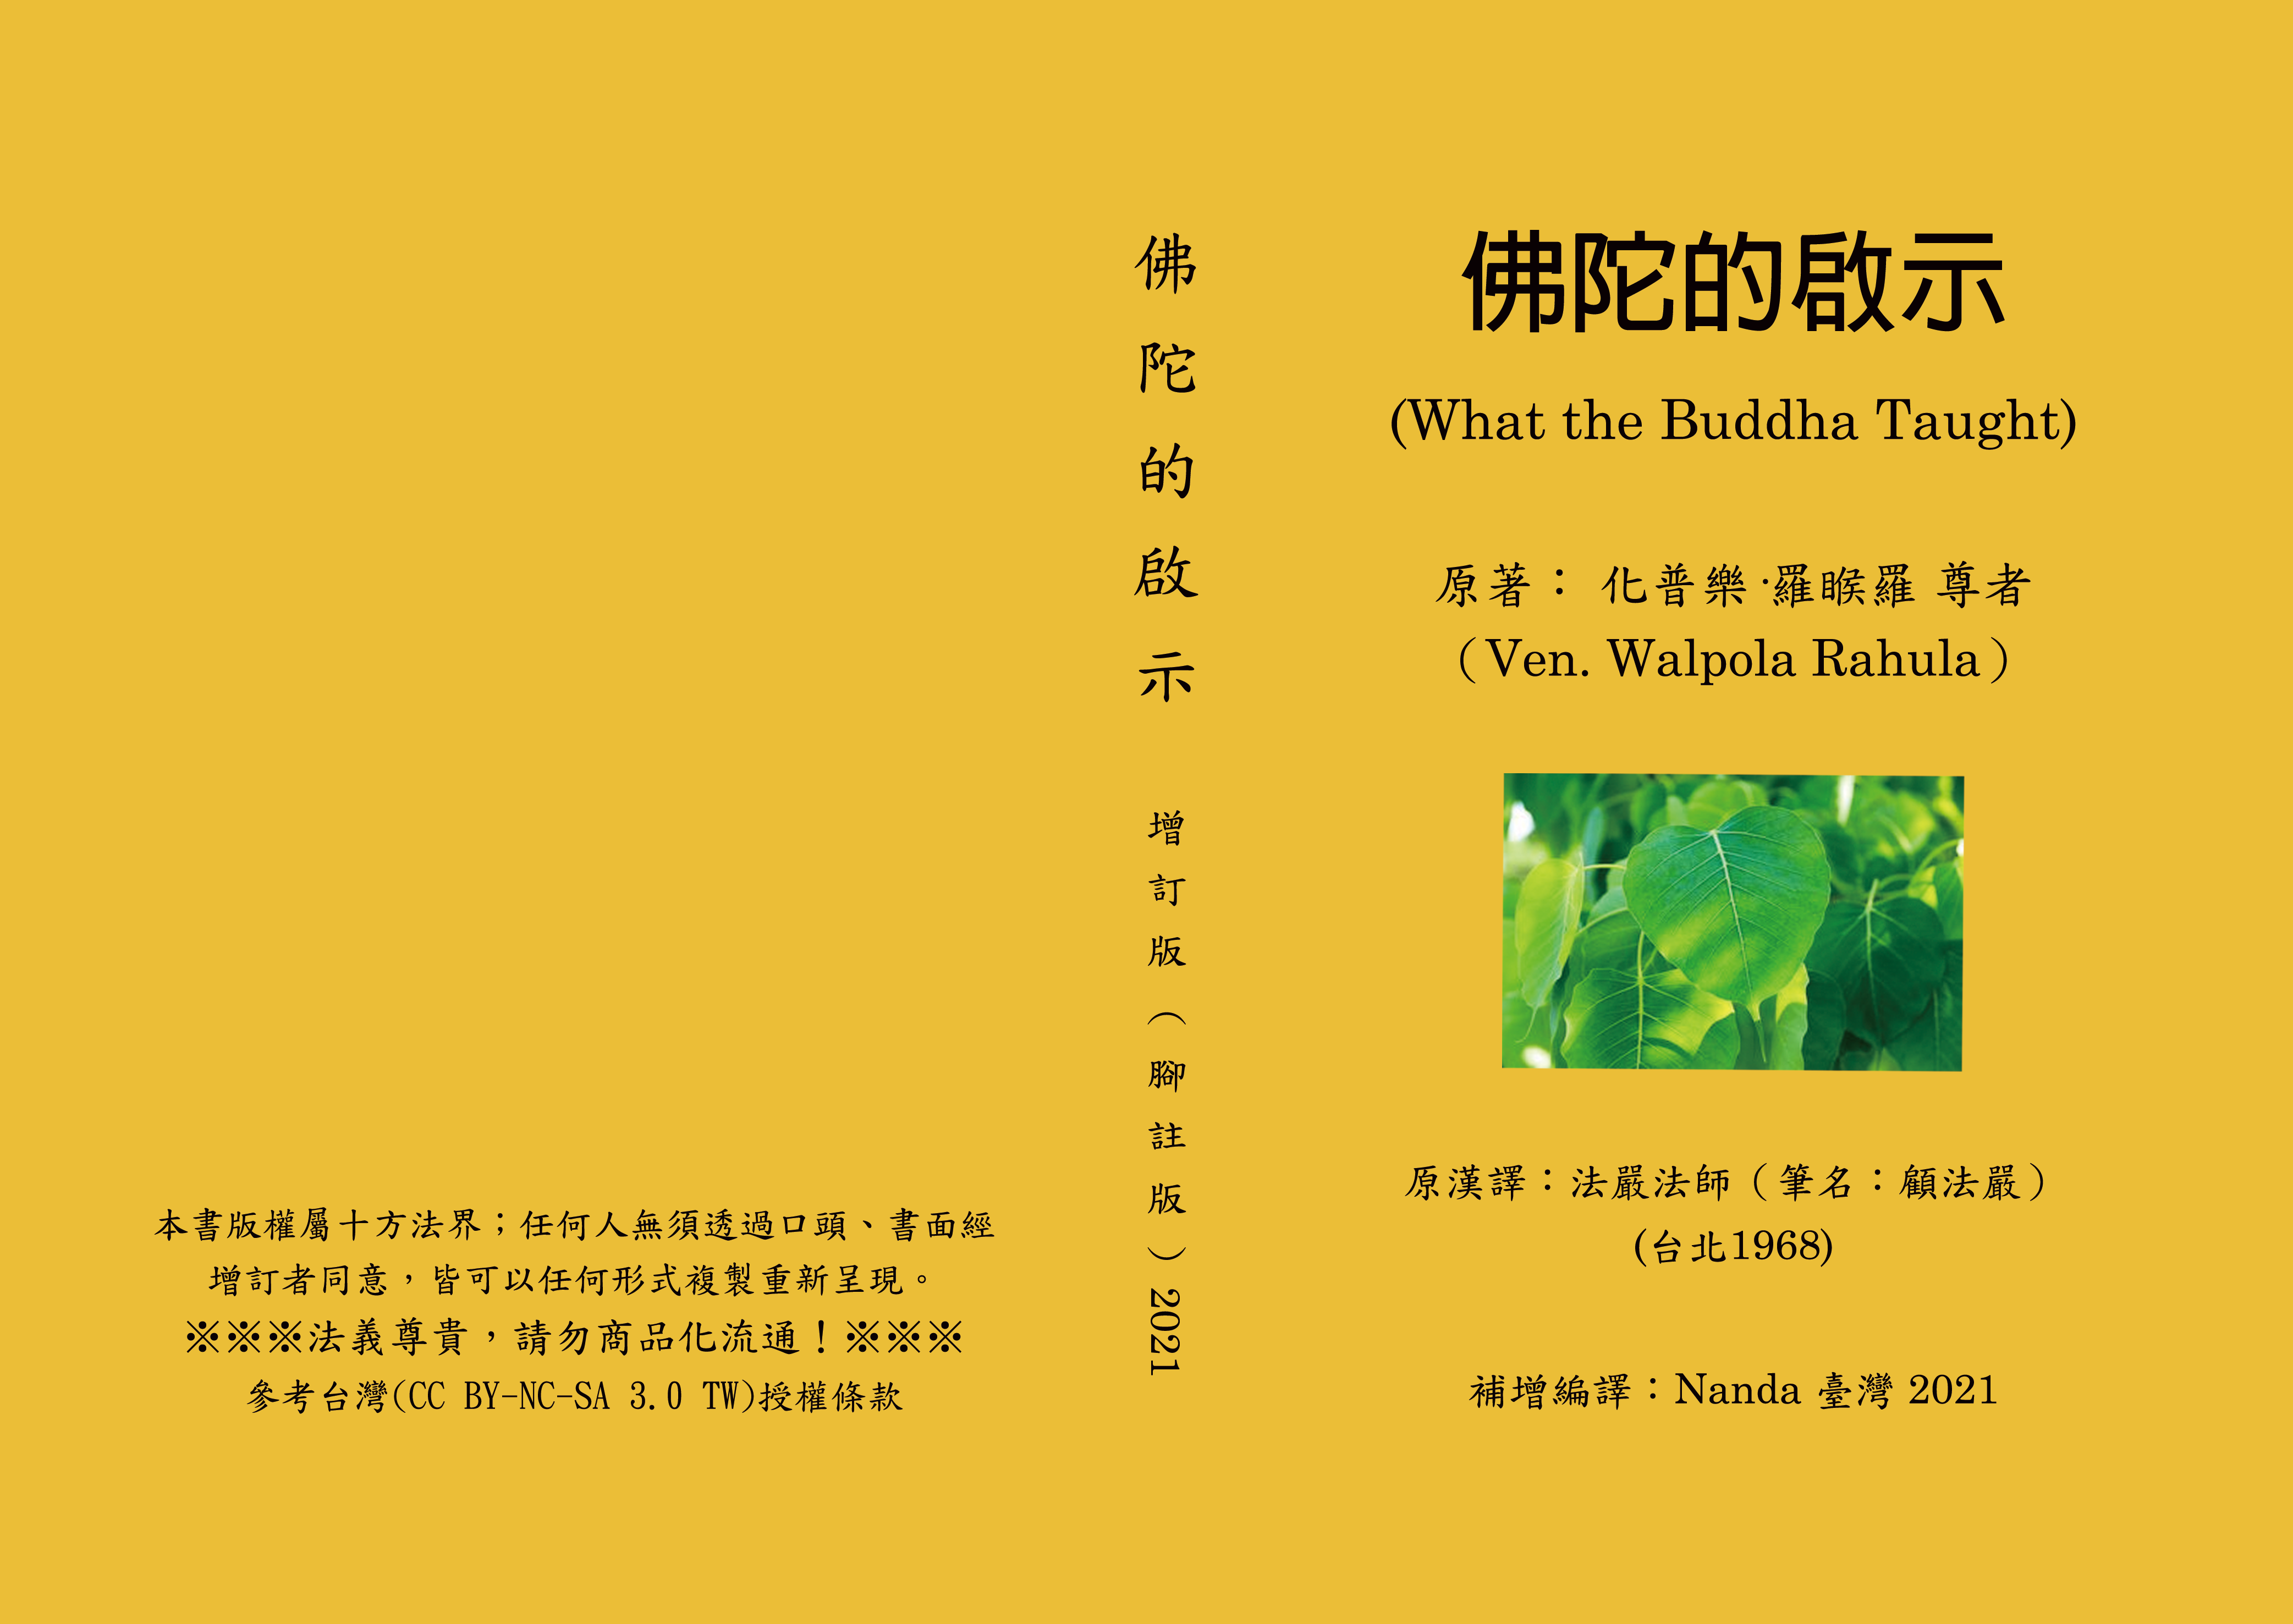 佛陀的啟示
(What the Buddha Taught)
原著： 化普樂·羅睺羅 尊者
（Ven. Walpola Rahula）
原漢譯：法嚴法師（筆名：顧法嚴）
(台北1968)
補增編譯：Nanda 臺灣 2021
佛陀的啟示 增訂版（腳註版）2021
本書版權屬十方法界；任何人無須透過口頭、書面經
增訂者同意，皆可以任何形式複製重新呈現。
※※※法義尊貴，請勿商品化流通！※※※
參考台灣(CC BY-NC-SA 3.0 TW)授權條款